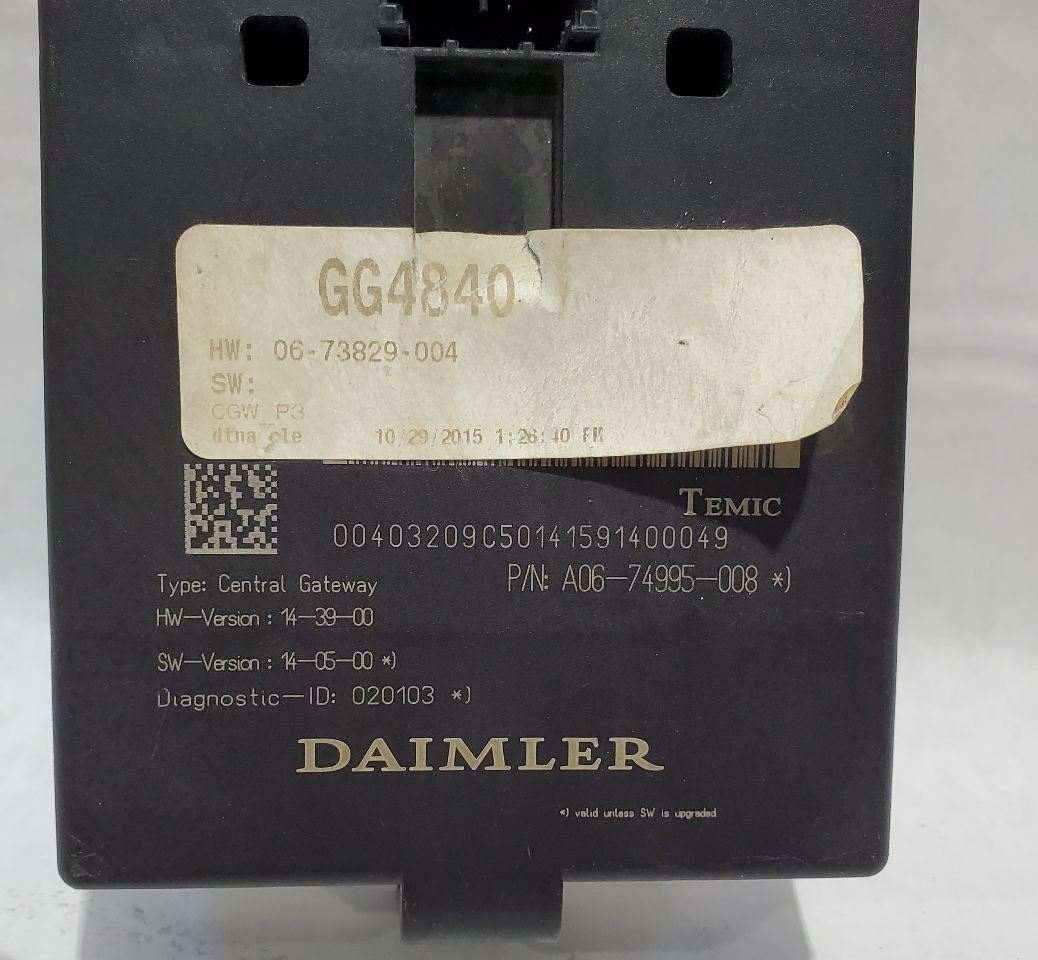 GG4840
HW: 06-73829-004
SW:
CGW_P3
dtna_cle 10/29/2015 1:26:40 PM
TEMIC
00403209C50141591400049
Type: Central Gateway
P/N: A06-74995-008 *)
HW-Version : 14-39-00
SW-Version : 14-05-00 *)
Diagnostic-ID: 020103 *)
DAIMLER
*) valid unless SW is upgraded